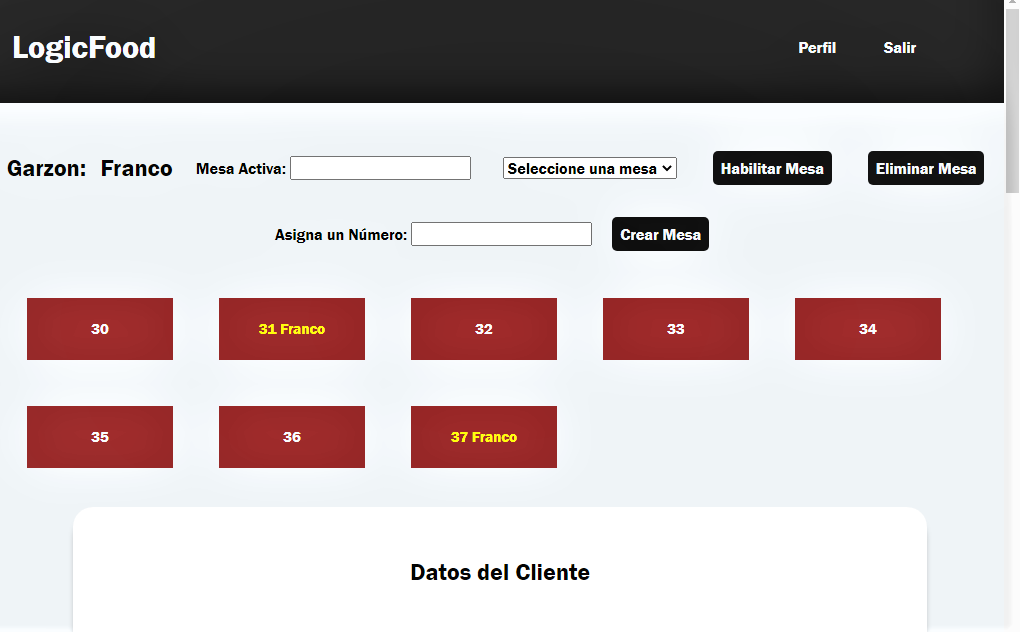 LogicFood
Perfil
Salir
Garzon: Franco
Mesa Activa:
Seleccione una mesa
Habilitar Mesa
Eliminar Mesa
Asigna un Número:
Crear Mesa
30
31 Franco
32
33
34
35
36
37 Franco
Datos del Cliente